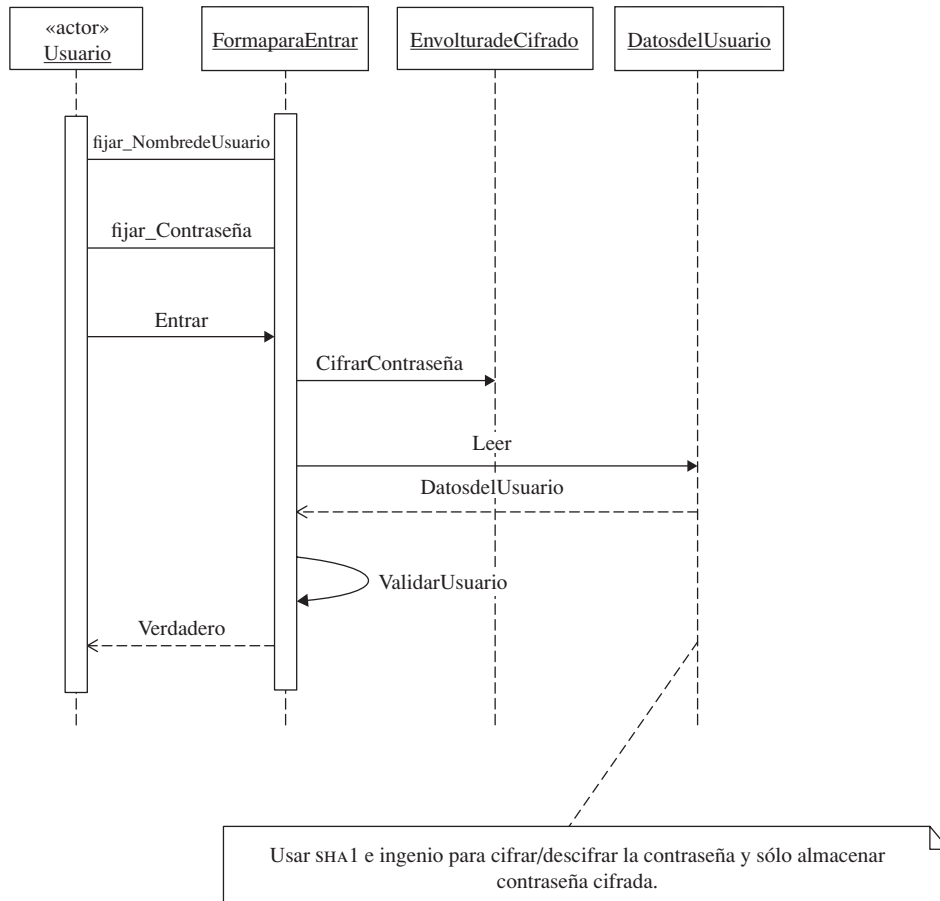 «actor»
Usuario
FormaparaEntrar
EnvolturadeCifrado
DatosdelUsuario
fijar_NombredeUsuario
fijar_Contraseña
Entrar
CifrarContraseña
Leer
DatosdelUsuario
ValidarUsuario
Verdadero
Usar SHA1 e ingenio para cifrar/descifrar la contraseña y sólo almacenar
contraseña cifrada.